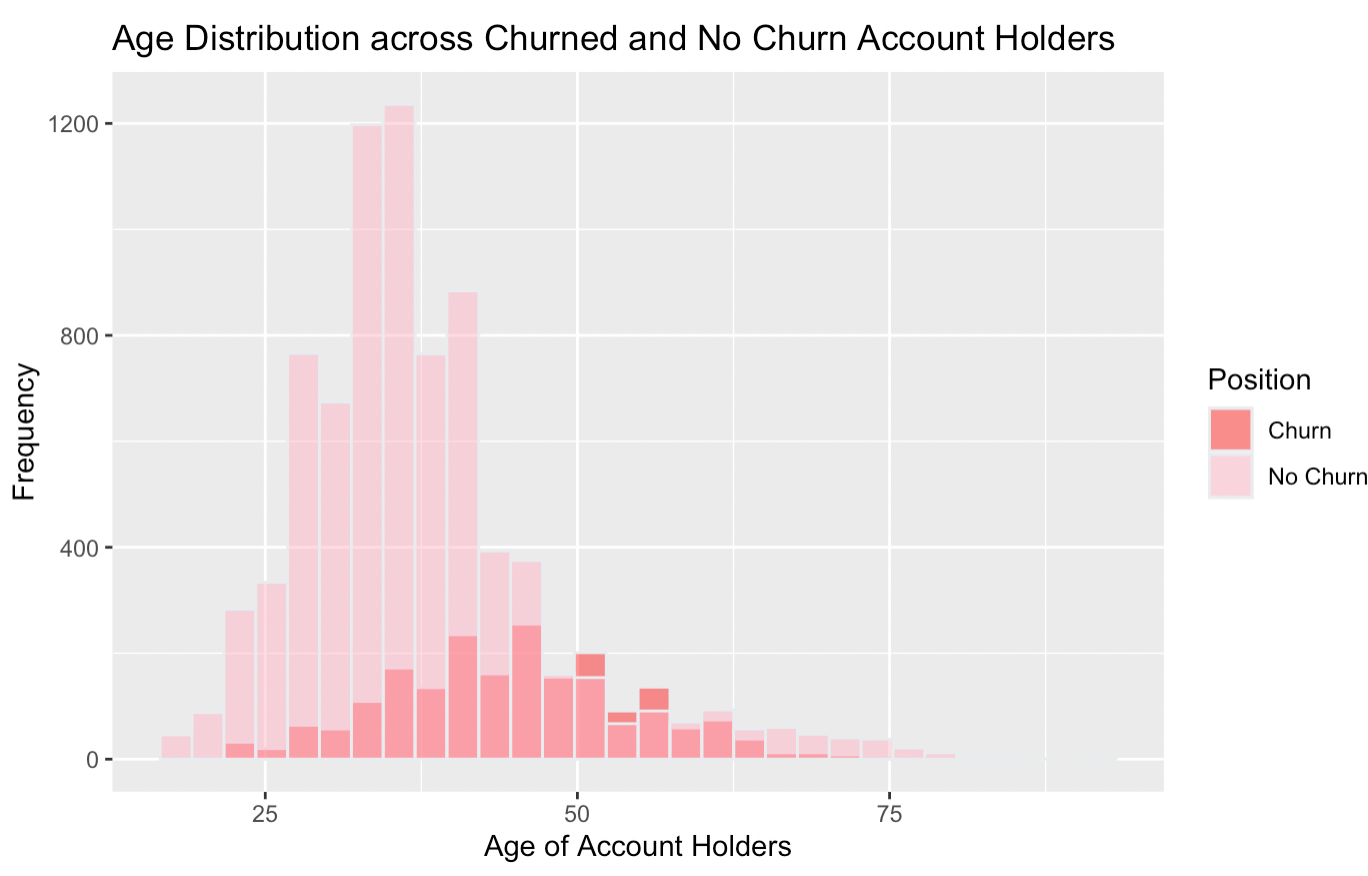 Age Distribution across Churned and No Churn Account Holders
1200
800
400
0
Frequency
25
50
75
Age of Account Holders
Position
Churn
No Churn